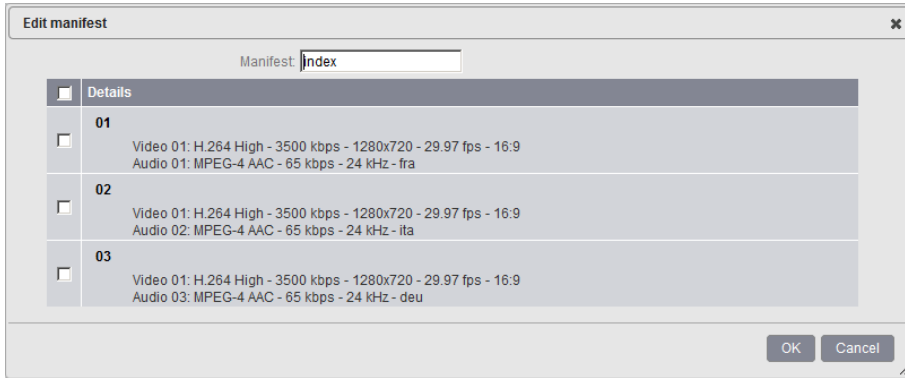 Edit manifest
Manifest: index
Details
01
Video 01: H.264 High - 3500 kbps - 1280x720 - 29.97 fps - 16:9
Audio 01: MPEG-4 AAC - 65 kbps - 24 kHz - fra
02
Video 01: H.264 High - 3500 kbps - 1280x720 - 29.97 fps - 16:9
Audio 02: MPEG-4 AAC - 65 kbps - 24 kHz - ita
03
Video 01: H.264 High - 3500 kbps - 1280x720 - 29.97 fps - 16:9
Audio 03: MPEG-4 AAC - 65 kbps - 24 kHz - deu
OK Cancel